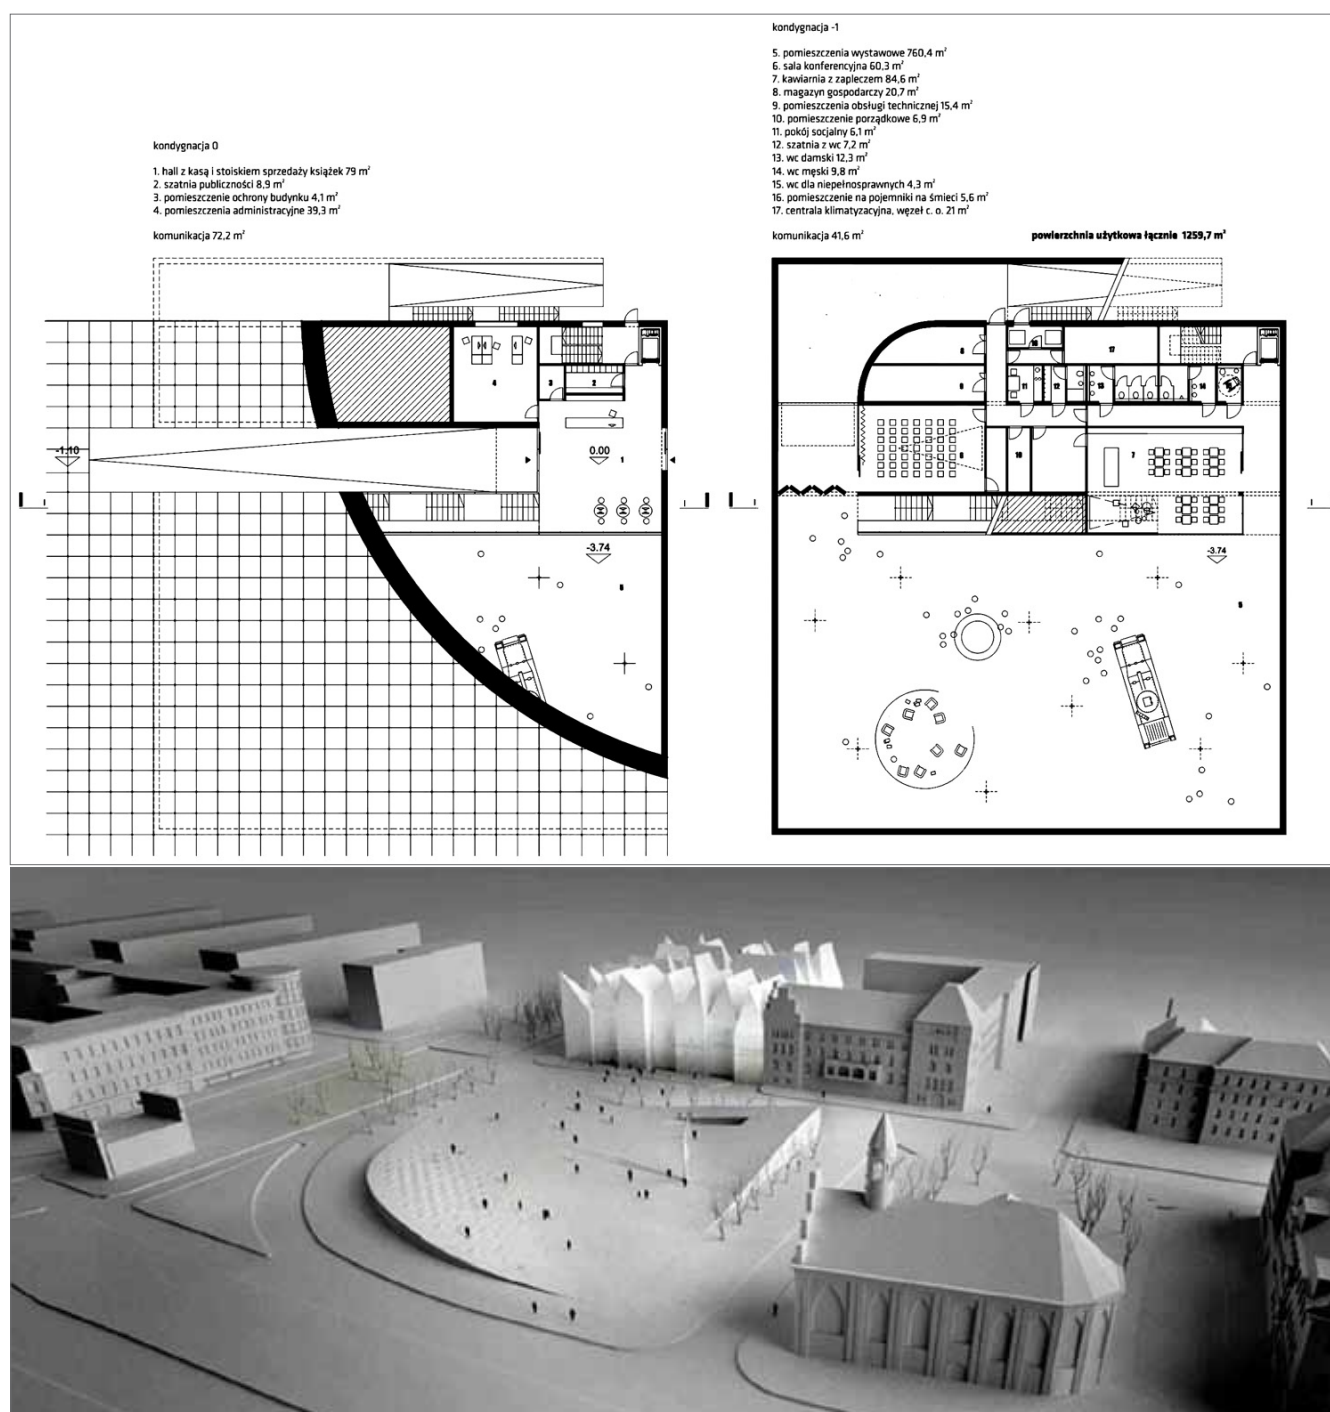 kondygnacja 0
1. hall z kasą i stoiskiem sprzedaży książek 79 m²
2. szatnia publiczności 8,9 m²
3. pomieszczenie ochrony budynku 4,1 m²
4. pomieszczenia administracyjne 39,3 m²
komunikacja 72,2 m²
kondygnacja -1
5. pomieszczenia wystawowe 760,4 m²
6. sala konferencyjna 60,3 m²
7. kawiarnia z zapleczem 84,6 m²
8. magazyn gospodarczy 20,7 m²
9. pomieszczenia obsługi technicznej 15,4 m²
10. pomieszczenie porządkowe 6,9 m²
11. pokój socjalny 6,1 m²
12. szatnia z wc 7,2 m²
13. wc damski 12,3 m²
14. wc męski 9,8 m²
15. wc dla niepełnosprawnych 4,3 m²
16. pomieszczenie na pojemniki na śmieci 5,6 m²
17. centrala klimatyzacyjna, węzeł c. o. 21 m²
komunikacja 41,6 m²
powierzchnia użytkowa łącznie 1259,7 m²
4
3
2
-1.10
0.00
1
-3.74
17
9
11
12
13
14
7
-3.74